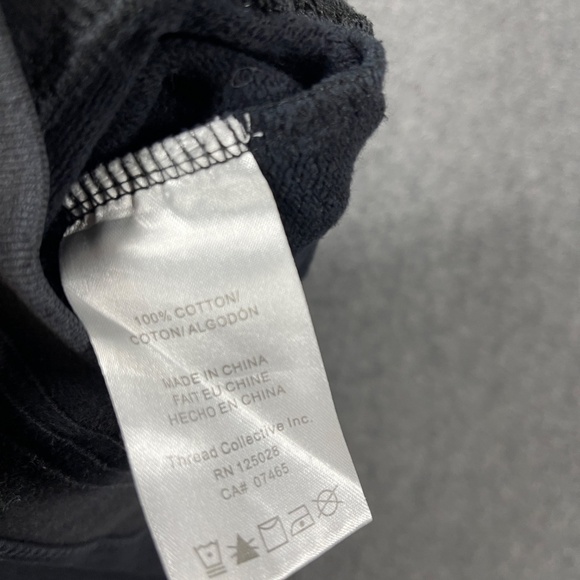 100% COTTON/
COTON/ALGODÓN
MADE IN CHINA
FAIT EU CHINE
HECHO EN CHINA
Thread Collective Inc.
RN 125028
CA# 07465